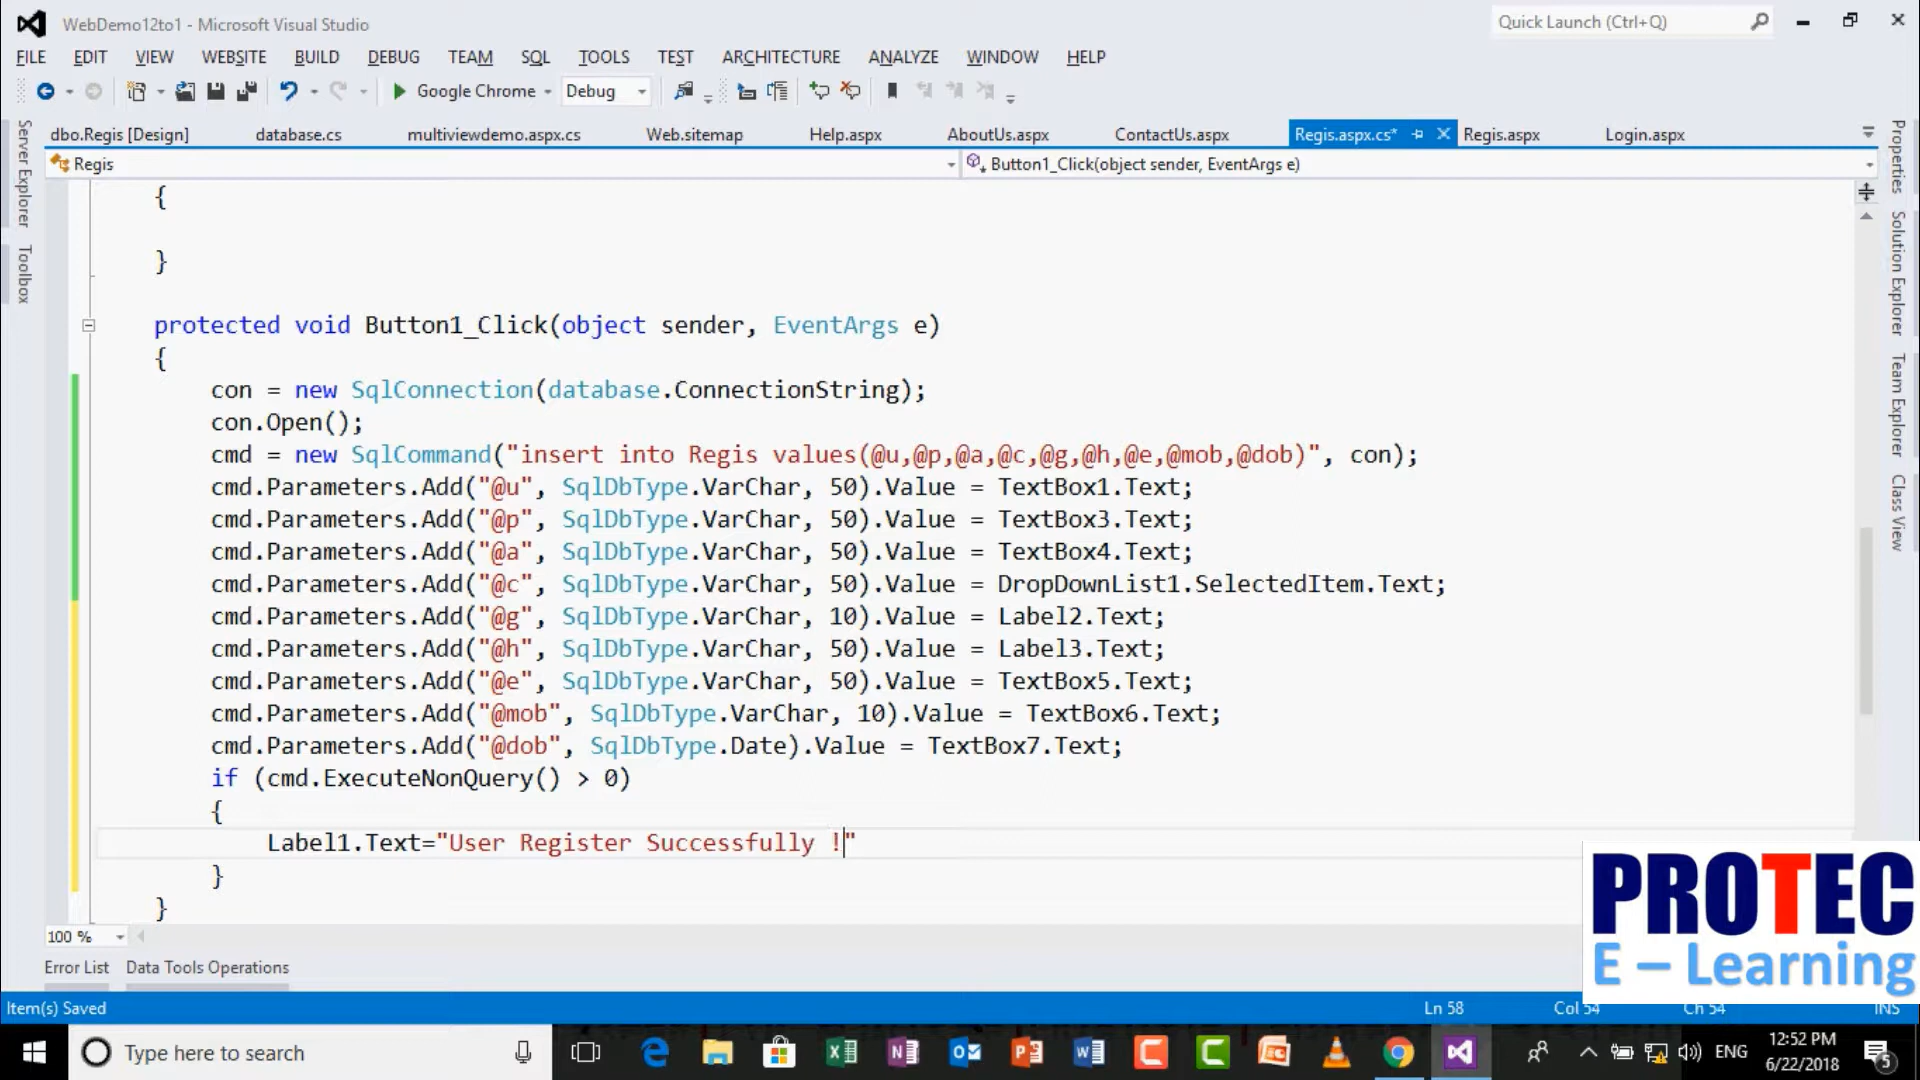 WebDemo12to1 - Microsoft Visual Studio
Quick Launch (Ctrl+Q)
FILE EDIT VIEW WEBSITE BUILD DEBUG TEAM SQL TOOLS TEST ARCHITECTURE ANALYZE WINDOW HELP
Google Chrome Debug
dbo.Regis [Design] database.cs multiviewdemo.aspx.cs Web.sitemap Help.aspx AboutUs.aspx ContactUs.aspx Regis.aspx.cs* Regis.aspx Login.aspx
Regis Button1_Click(object sender, EventArgs e)
Server Explorer
Toolbox
Properties
Solution Explorer
Team Explorer
Class View
{
}
protected void Button1_Click(object sender, EventArgs e)
{
con = new SqlConnection(database.ConnectionString);
con.Open();
cmd = new SqlCommand("insert into Regis values(@u,@p,@a,@c,@g,@h,@e,@mob,@dob)", con);
cmd.Parameters.Add("@u", SqlDbType.VarChar, 50).Value = TextBox1.Text;
cmd.Parameters.Add("@p", SqlDbType.VarChar, 50).Value = TextBox3.Text;
cmd.Parameters.Add("@a", SqlDbType.VarChar, 50).Value = TextBox4.Text;
cmd.Parameters.Add("@c", SqlDbType.VarChar, 50).Value = DropDownList1.SelectedItem.Text;
cmd.Parameters.Add("@g", SqlDbType.VarChar, 10).Value = Label2.Text;
cmd.Parameters.Add("@h", SqlDbType.VarChar, 50).Value = Label3.Text;
cmd.Parameters.Add("@e", SqlDbType.VarChar, 50).Value = TextBox5.Text;
cmd.Parameters.Add("@mob", SqlDbType.VarChar, 10).Value = TextBox6.Text;
cmd.Parameters.Add("@dob", SqlDbType.Date).Value = TextBox7.Text;
if (cmd.ExecuteNonQuery() > 0)
{
Label1.Text="User Register Successfully !"
}
}
PROTEC
E – Learning
100 %
Error List Data Tools Operations
Item(s) Saved Ln 58 Col 54 Ch 54 INS
Type here to search
ENG
12:52 PM
6/22/2018
5